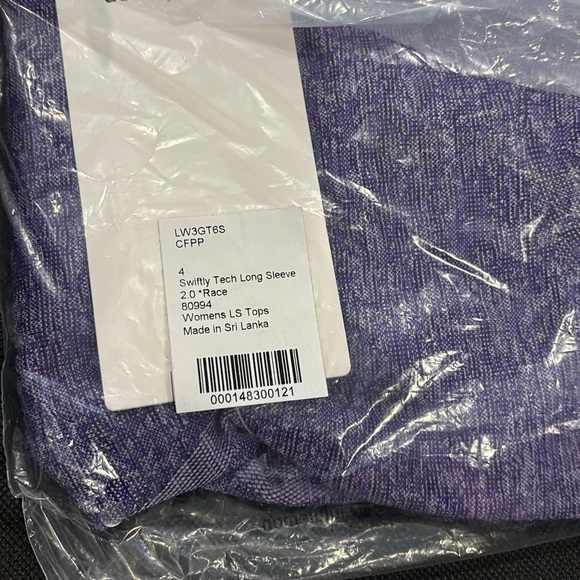 LW3GT6S
CFPP
4
Swiftly Tech Long Sleeve
2.0 *Race
80994
Womens LS Tops
Made in Sri Lanka
000148300121